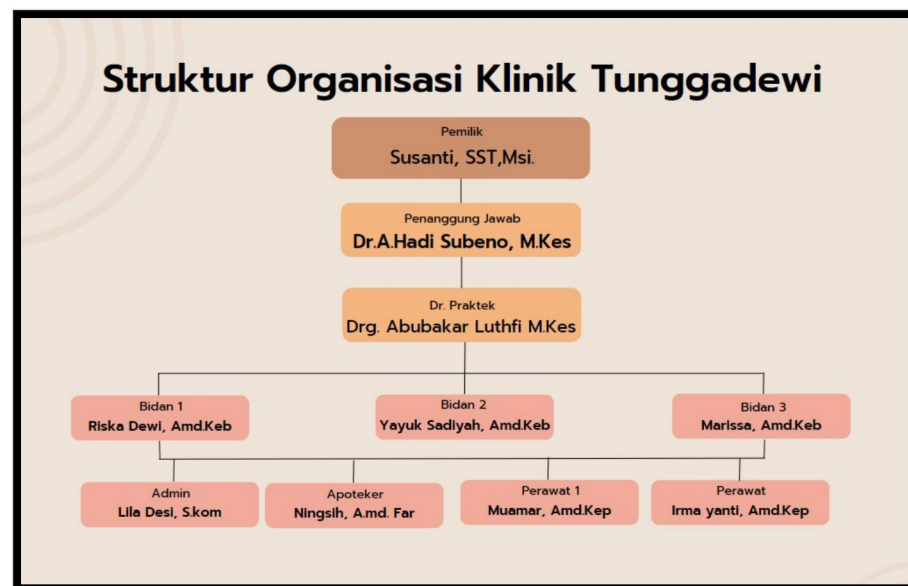 Struktur Organisasi Klinik Tunggadewi
Pemilik
Susanti, SST,Msi.
Penanggung Jawab
Dr.A.Hadi Subeno, M.Kes
Dr. Praktek
Drg. Abubakar Luthfi M.Kes
Bidan 1
Riska Dewi, Amd.Keb
Bidan 2
Yayuk Sadiyah, Amd.Keb
Bidan 3
Marissa, Amd.Keb
Admin
Lila Desi, S.kom
Apoteker
Ningsih, A.md. Far
Perawat 1
Muamar, Amd.Kep
Perawat
Irma yanti, Amd.Kep